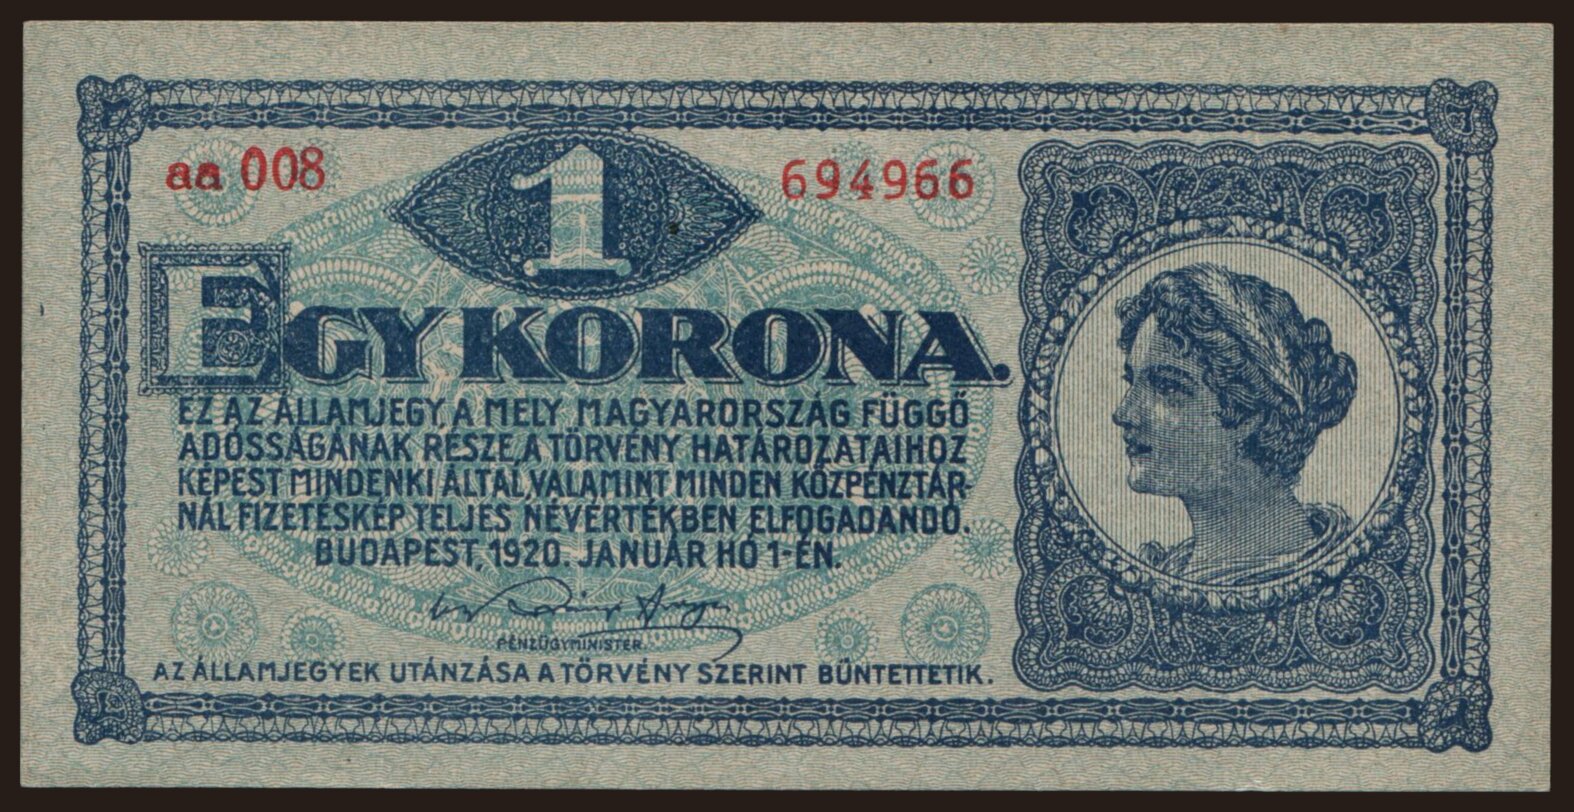 aa 008
1
694966
EGY KORONA.
EZ AZ ÁLLAMJEGY, A MELY MAGYARORSZÁG FÜGGŐ
ADÓSSÁGÁNAK RÉSZE, A TÖRVÉNY HATÁROZATAIHOZ
KÉPEST MINDENKI ÁLTAL, VALAMINT MINDEN KÖZPÉNZTÁR-
NÁL FIZETÉSKÉP TELJES NÉVÉRTÉKBEN ELFOGADANDÓ.
BUDAPEST, 1920. JANUÁR HÓ 1-ÉN.
PÉNZÜGYMINISTER.
AZ ÁLLAMJEGYEK UTÁNZÁSA A TÖRVÉNY SZERINT BÜNTETTETIK.